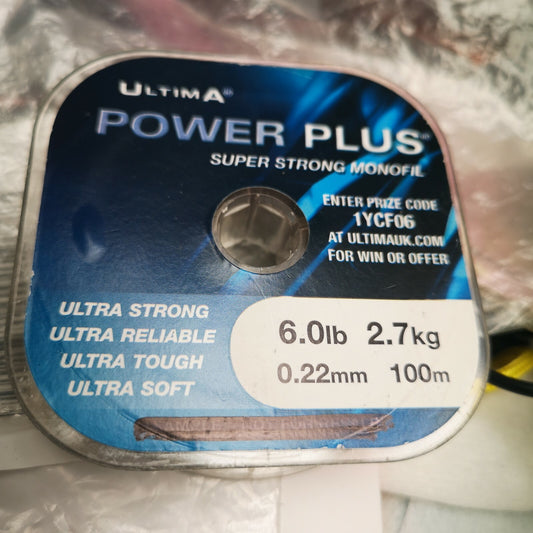 ULTIMA®
POWER PLUS
SUPER STRONG MONOFIL
ENTER PRIZE CODE
1YCF06
AT ULTIMAUK.COM
FOR WIN OR OFFER
ULTRA STRONG
ULTRA RELIABLE
ULTRA TOUGH
ULTRA SOFT
6.0lb 2.7kg
0.22mm 100m